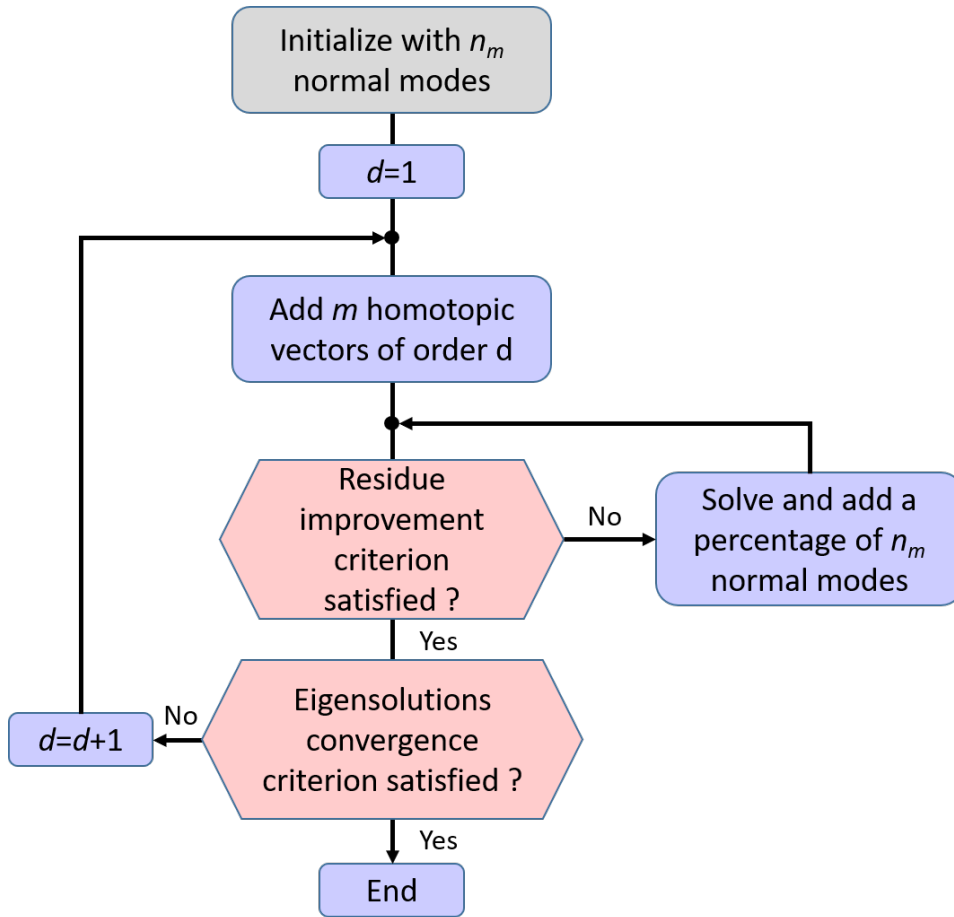 Initialize with nₘ
normal modes
d=1
Add m homotopic
vectors of order d
Residue
improvement
criterion
satisfied ?
No
Solve and add a
percentage of nₘ
normal modes
Yes
Eigensolutions
convergence
criterion satisfied ?
No
d=d+1
Yes
End